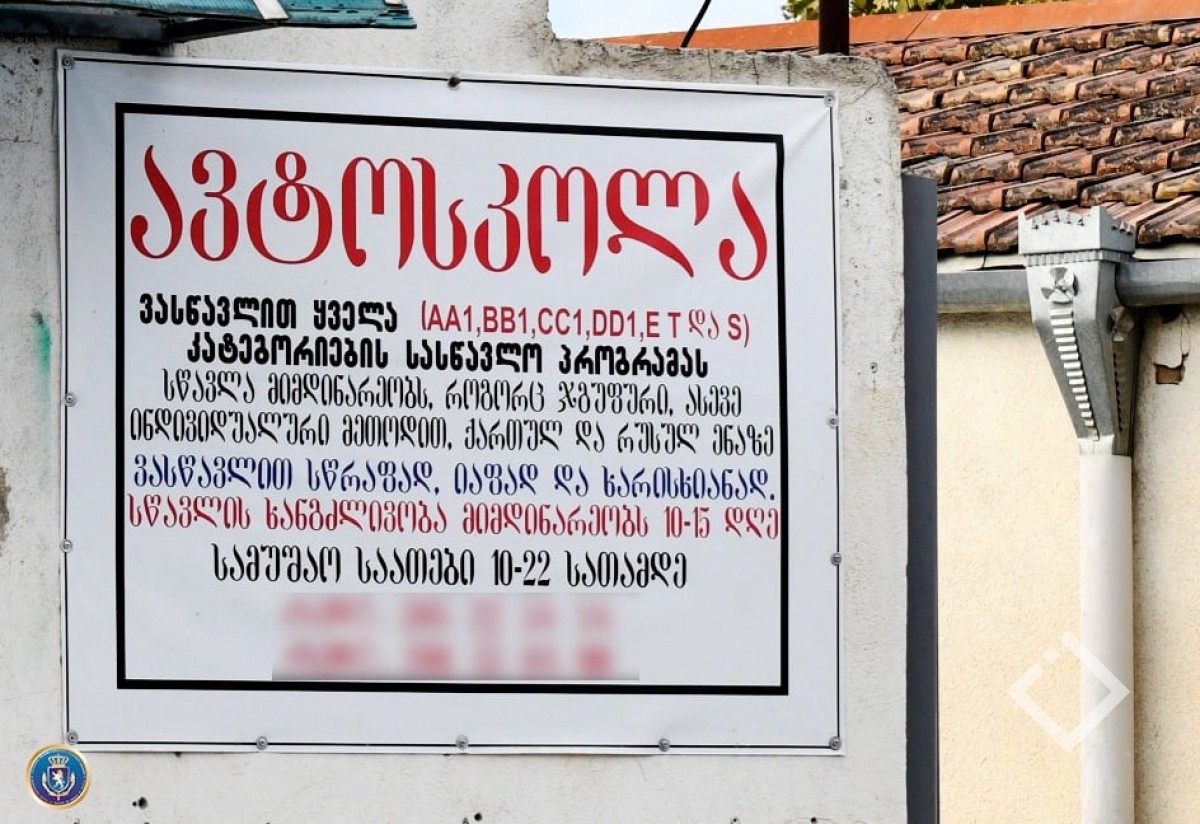 ავტოსკოლა
ვასწავლით ყველა (AA1,BB1,CC1,DD1,E T და S)
კატეგორიების სასწავლო პროგრამას
სწავლა მიმდინარეობს, როგორც ჯგუფური, ასევე
ინდივიდუალური მეთოდით, ქართულ და რუსულ ენაზე
ვასწავლით სწრაფად, იაფად და ხარისხიანად.
სწავლის ხანგძლივობა მიმდინარეობს 10-15 დღე
სამუშაო საათები 10-22 სათამდე